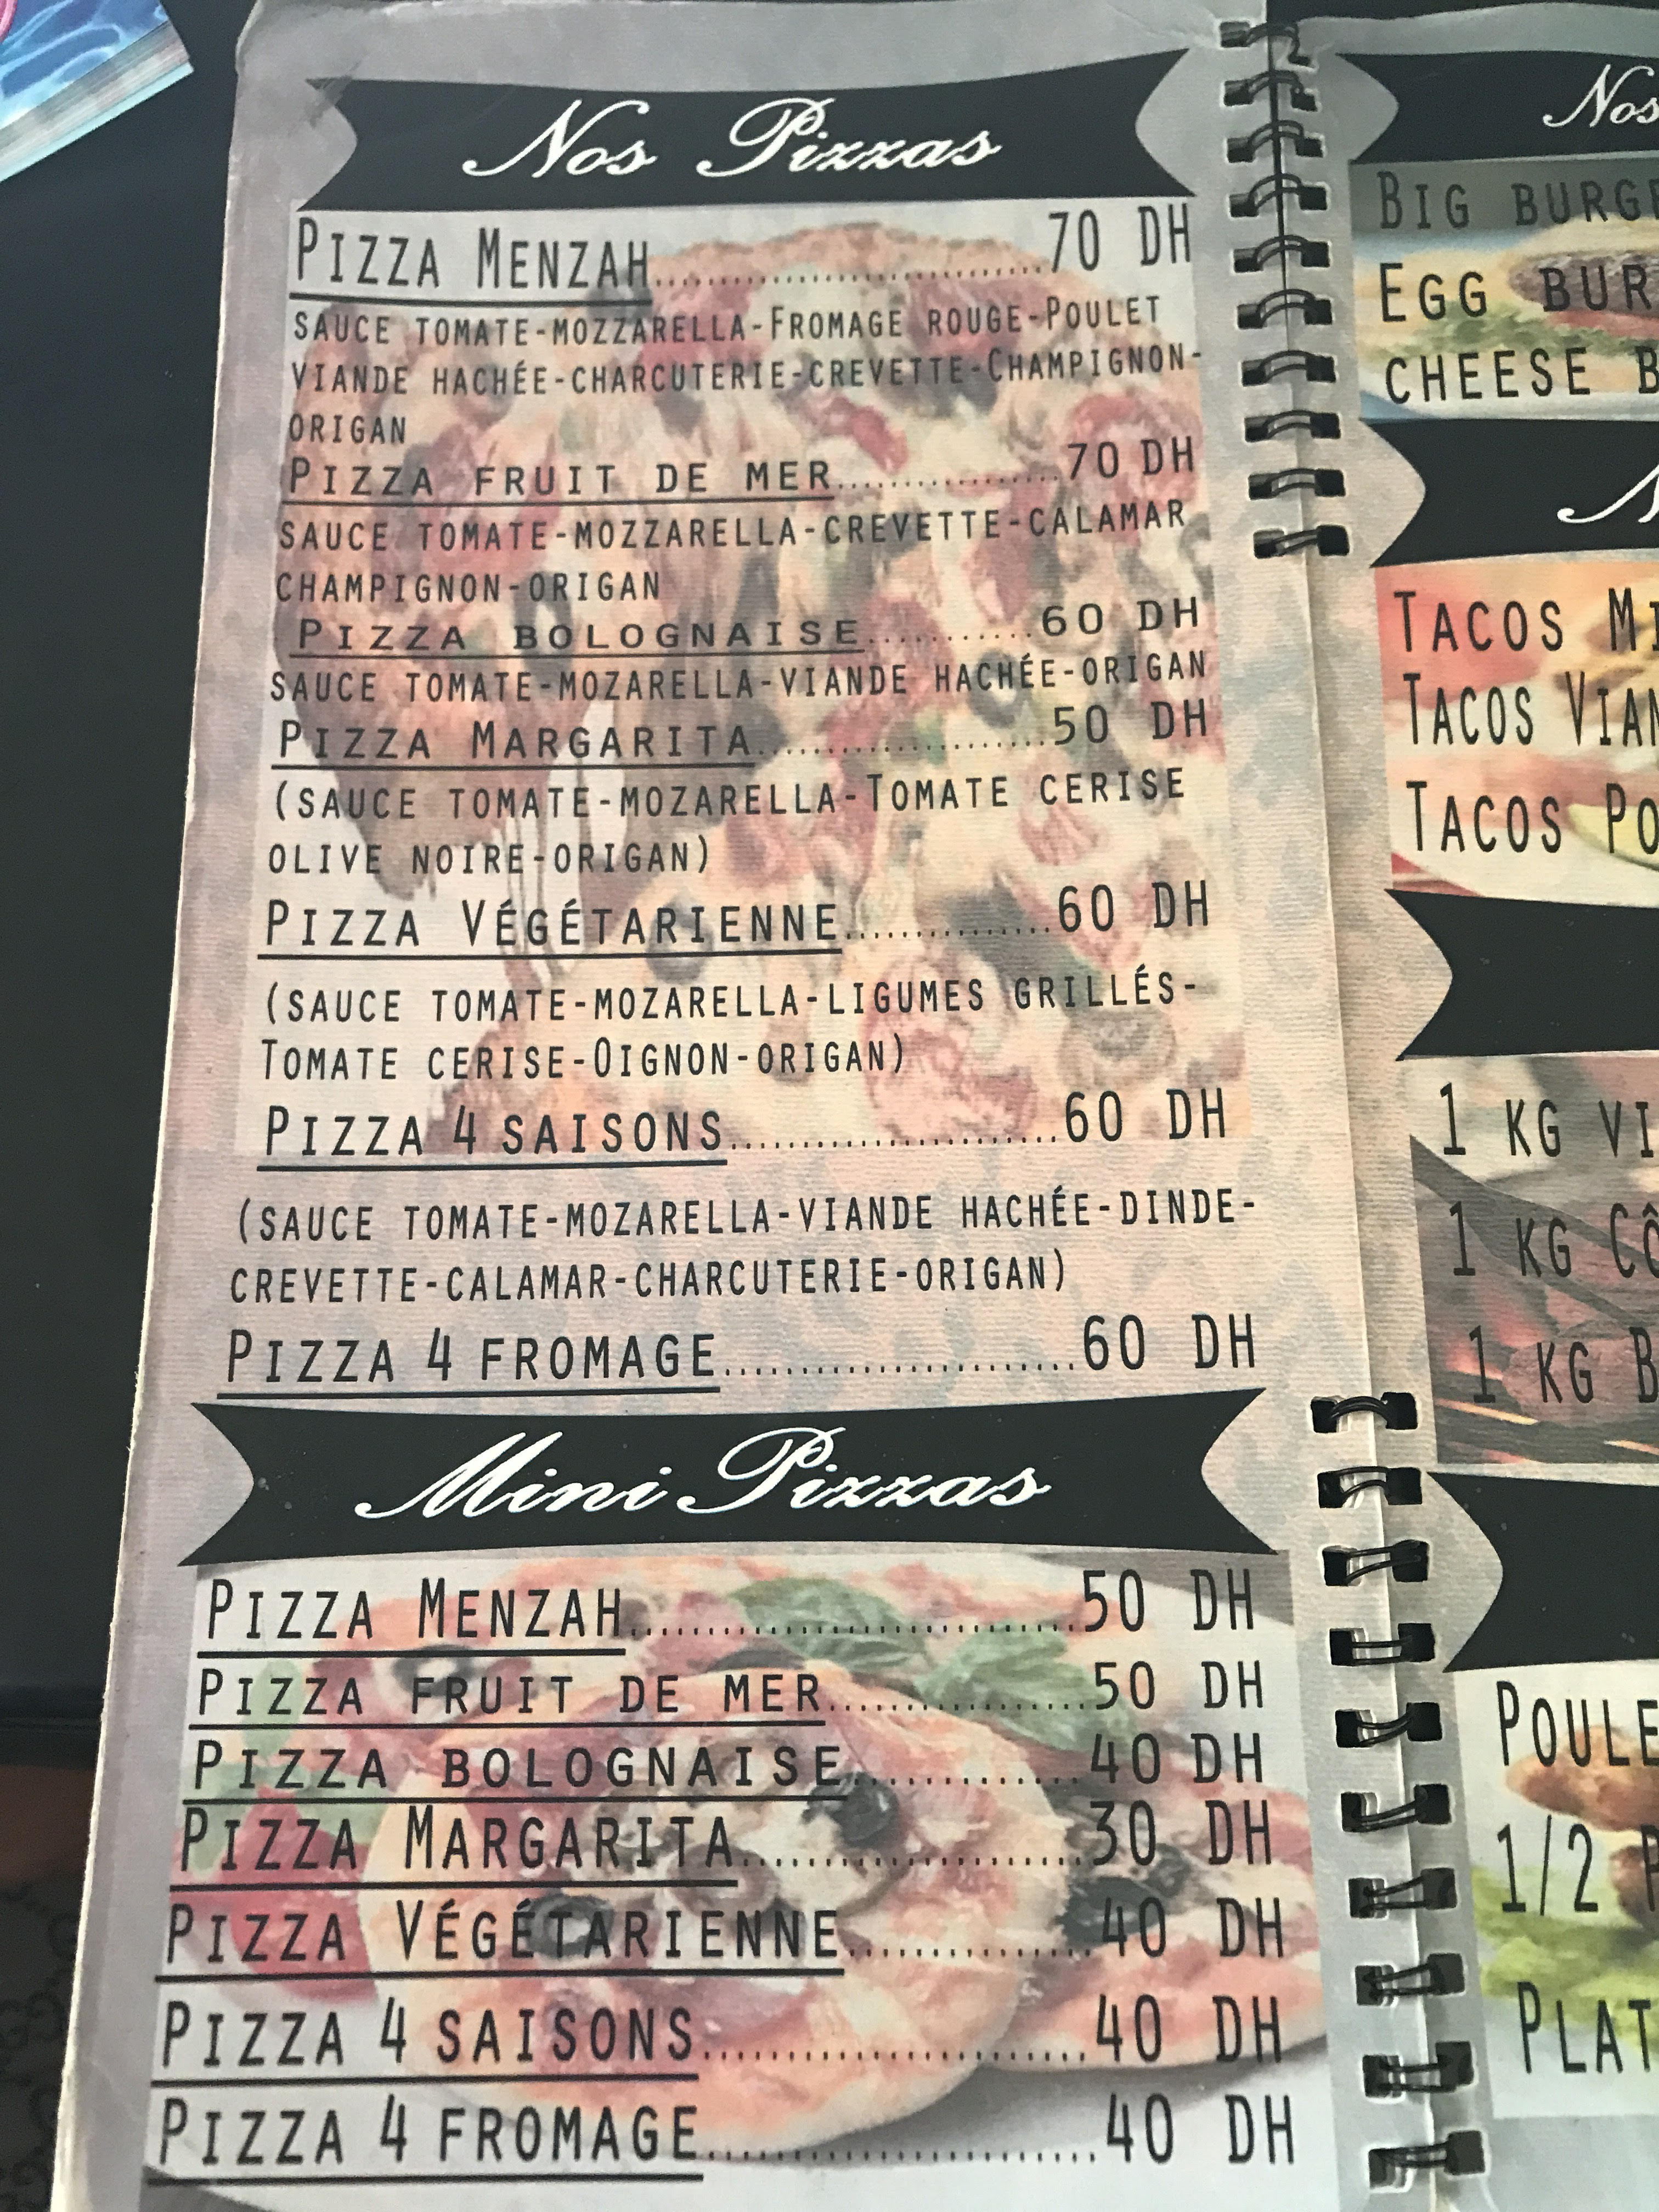 Nos Pizzas
PIZZA MENZAH..............................70 DH
SAUCE TOMATE-MOZZARELLA-FROMAGE ROUGE-POULET
VIANDE HACHÉE-CHARCUTERIE-CREVETTE-CHAMPIGNON-
ORIGAN
PIZZA FRUIT DE MER.................70 DH
SAUCE TOMATE-MOZZARELLA-CREVETTE-CALAMAR
CHAMPIGNON-ORIGAN
PIZZA BOLOGNAISE............60 DH
SAUCE TOMATE-MOZARELLA-VIANDE HACHÉE-ORIGAN
PIZZA MARGARITA......................50 DH
(SAUCE TOMATE-MOZARELLA-TOMATE CERISE
OLIVE NOIRE-ORIGAN)
PIZZA VÉGÉTARIENNE................60 DH
(SAUCE TOMATE-MOZARELLA-LIGUMES GRILLÉS-
TOMATE CERISE-OIGNON-ORIGAN)
PIZZA 4 SAISONS.........................60 DH
(SAUCE TOMATE-MOZARELLA-VIANDE HACHÉE-DINDE-
CREVETTE-CALAMAR-CHARCUTERIE-ORIGAN)
PIZZA 4 FROMAGE..........................60 DH
Mini Pizzas
PIZZA MENZAH..................................50 DH
PIZZA FRUIT DE MER...................50 DH
PIZZA BOLOGNAISE...............40 DH
PIZZA MARGARITA.........................30 DH
PIZZA VÉGÉTARIENNE.................40 DH
PIZZA 4 SAISONS............................40 DH
PIZZA 4 FROMAGE............................40 DH
Nos
BIG BURGE
EGG BUR
CHEESE B
N
TACOS MI
TACOS VIAN
TACOS PO
1 KG VI
1 KG CÔ
1 KG B
POULE
1/2 P
PLAT